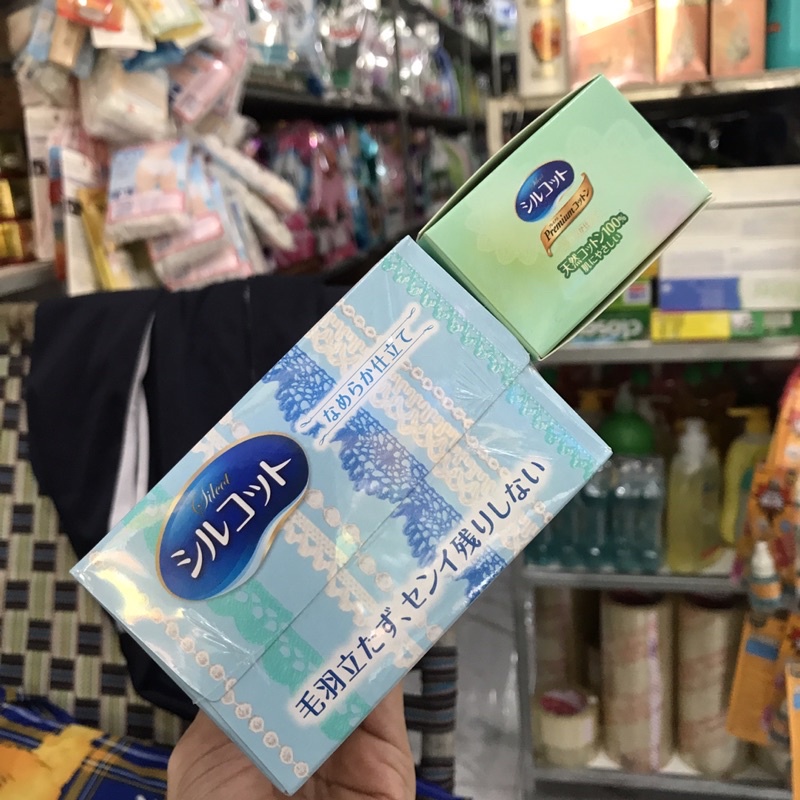 Silcot
シルコット
Premiumコットン
天然コットン100%
肌にやさしい
なめらか仕立て
Silcot
シルコット
毛羽立たず、センイ残りしない